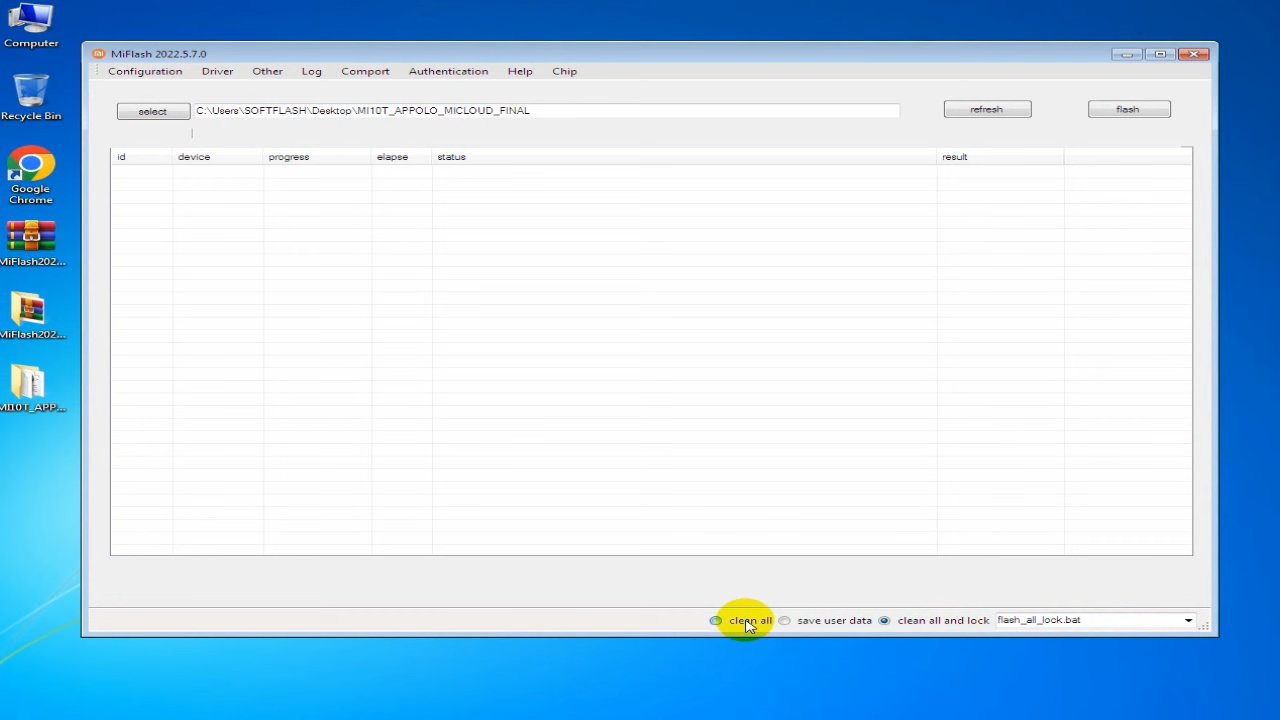 Computer
Recycle Bin
Google
Chrome
MiFlash202...
MiFlash202...
MI10T_APP...
MiFlash 2022.5.7.0
Configuration Driver Other Log Comport Authentication Help Chip
select C:\Users\SOFTFLASH\Desktop\MI10T_APPOLO_MICLOUD_FINAL refresh flash
id device progress elapse status result
clean all save user data clean all and lock flash_all_lock.bat